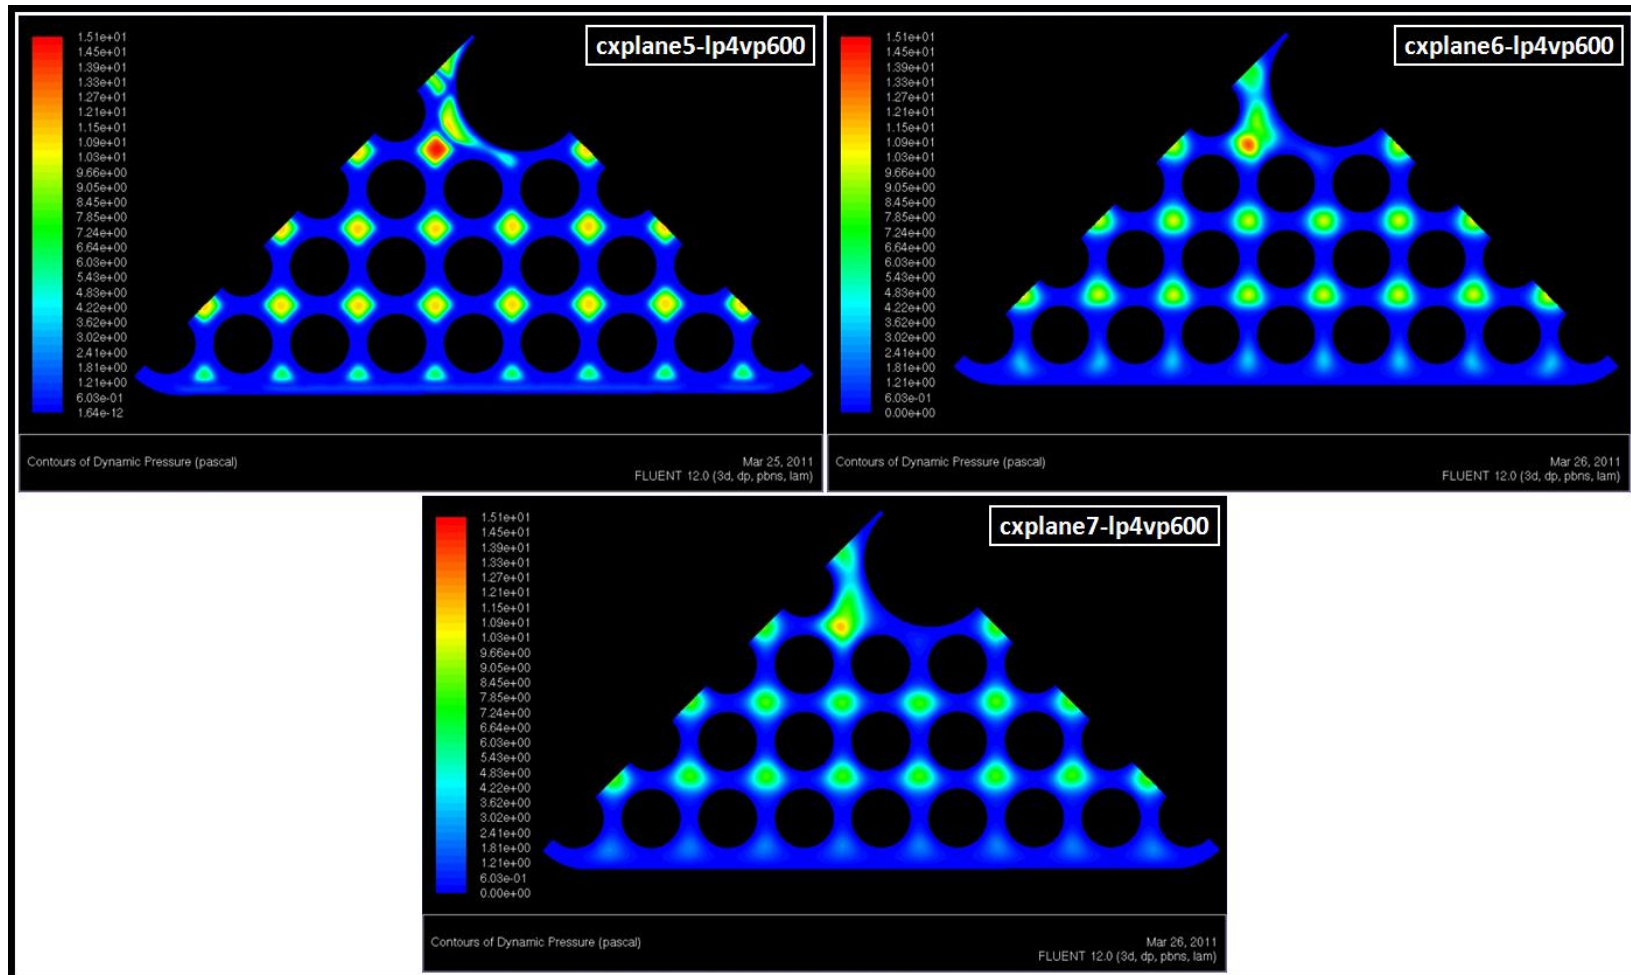 cxplane5-lp4vp600
1.51e+01
1.45e+01
1.39e+01
1.33e+01
1.27e+01
1.21e+01
1.15e+01
1.09e+01
1.03e+01
9.66e+00
9.05e+00
8.45e+00
7.85e+00
7.24e+00
6.64e+00
6.03e+00
5.43e+00
4.83e+00
4.22e+00
3.62e+00
3.02e+00
2.41e+00
1.81e+00
1.21e+00
6.03e-01
1.64e-12
Contours of Dynamic Pressure (pascal)
Mar 25, 2011
FLUENT 12.0 (3d, dp, pbns, lam)
cxplane6-lp4vp600
1.51e+01
1.45e+01
1.39e+01
1.33e+01
1.27e+01
1.21e+01
1.15e+01
1.09e+01
1.03e+01
9.66e+00
9.05e+00
8.45e+00
7.85e+00
7.24e+00
6.64e+00
6.03e+00
5.43e+00
4.83e+00
4.22e+00
3.62e+00
3.02e+00
2.41e+00
1.81e+00
1.21e+00
6.03e-01
0.00e+00
Contours of Dynamic Pressure (pascal)
Mar 26, 2011
FLUENT 12.0 (3d, dp, pbns, lam)
cxplane7-lp4vp600
1.51e+01
1.45e+01
1.39e+01
1.33e+01
1.27e+01
1.21e+01
1.15e+01
1.09e+01
1.03e+01
9.66e+00
9.05e+00
8.45e+00
7.85e+00
7.24e+00
6.64e+00
6.03e+00
5.43e+00
4.83e+00
4.22e+00
3.62e+00
3.02e+00
2.41e+00
1.81e+00
1.21e+00
6.03e-01
0.00e+00
Contours of Dynamic Pressure (pascal)
Mar 26, 2011
FLUENT 12.0 (3d, dp, pbns, lam)